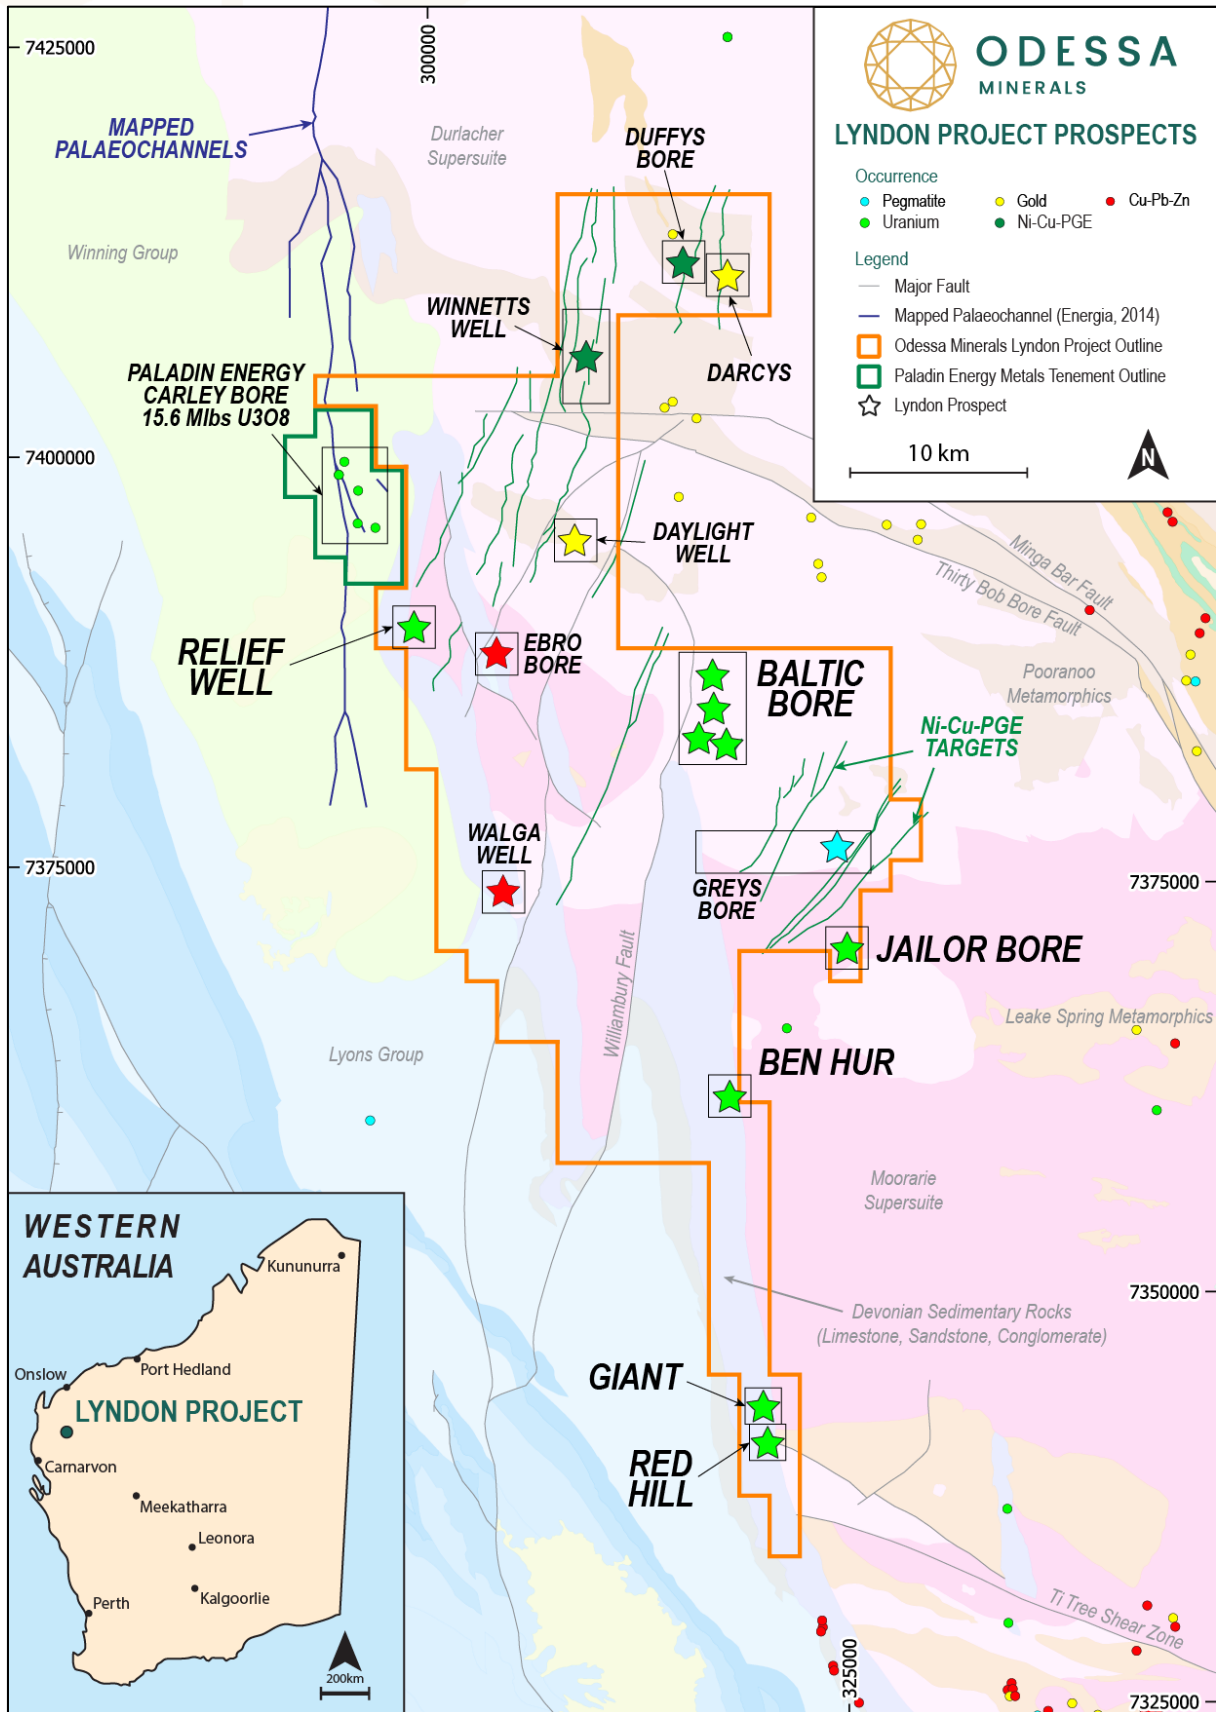 7425000
300000
ODESSA
MINERALS
LYNDON PROJECT PROSPECTS
Occurrence
Pegmatite
Gold
Cu-Pb-Zn
Uranium
Ni-Cu-PGE
Legend
Major Fault
Mapped Palaeochannel (Energia, 2014)
Odessa Minerals Lyndon Project Outline
Paladin Energy Metals Tenement Outline
Lyndon Prospect
10 km
N
MAPPED
PALAEOCHANNELS
Durlacher
Supersuite
DUFFYS
BORE
Winning Group
WINNETTS
WELL
DARCYS
PALADIN ENERGY
CARLEY BORE
15.6 Mlbs U3O8
7400000
DAYLIGHT
WELL
Minga Bar Fault
Thirty Bob Bore Fault
RELIEF
WELL
EBRO
BORE
BALTIC
BORE
Pooranoo
Metamorphics
Ni-Cu-PGE
TARGETS
WALGA
WELL
7375000
GREYS
BORE
7375000
JAILOR BORE
Williambury Fault
Leake Spring Metamorphics
Lyons Group
BEN HUR
Moorarie
Supersuite
7350000
Devonian Sedimentary Rocks
(Limestone, Sandstone, Conglomerate)
GIANT
RED
HILL
Ti Tree Shear Zone
325000
7325000
WESTERN
AUSTRALIA
Kununurra
Port Hedland
Onslow
LYNDON PROJECT
Carnarvon
Meekatharra
Leonora
Kalgoorlie
Perth
200km